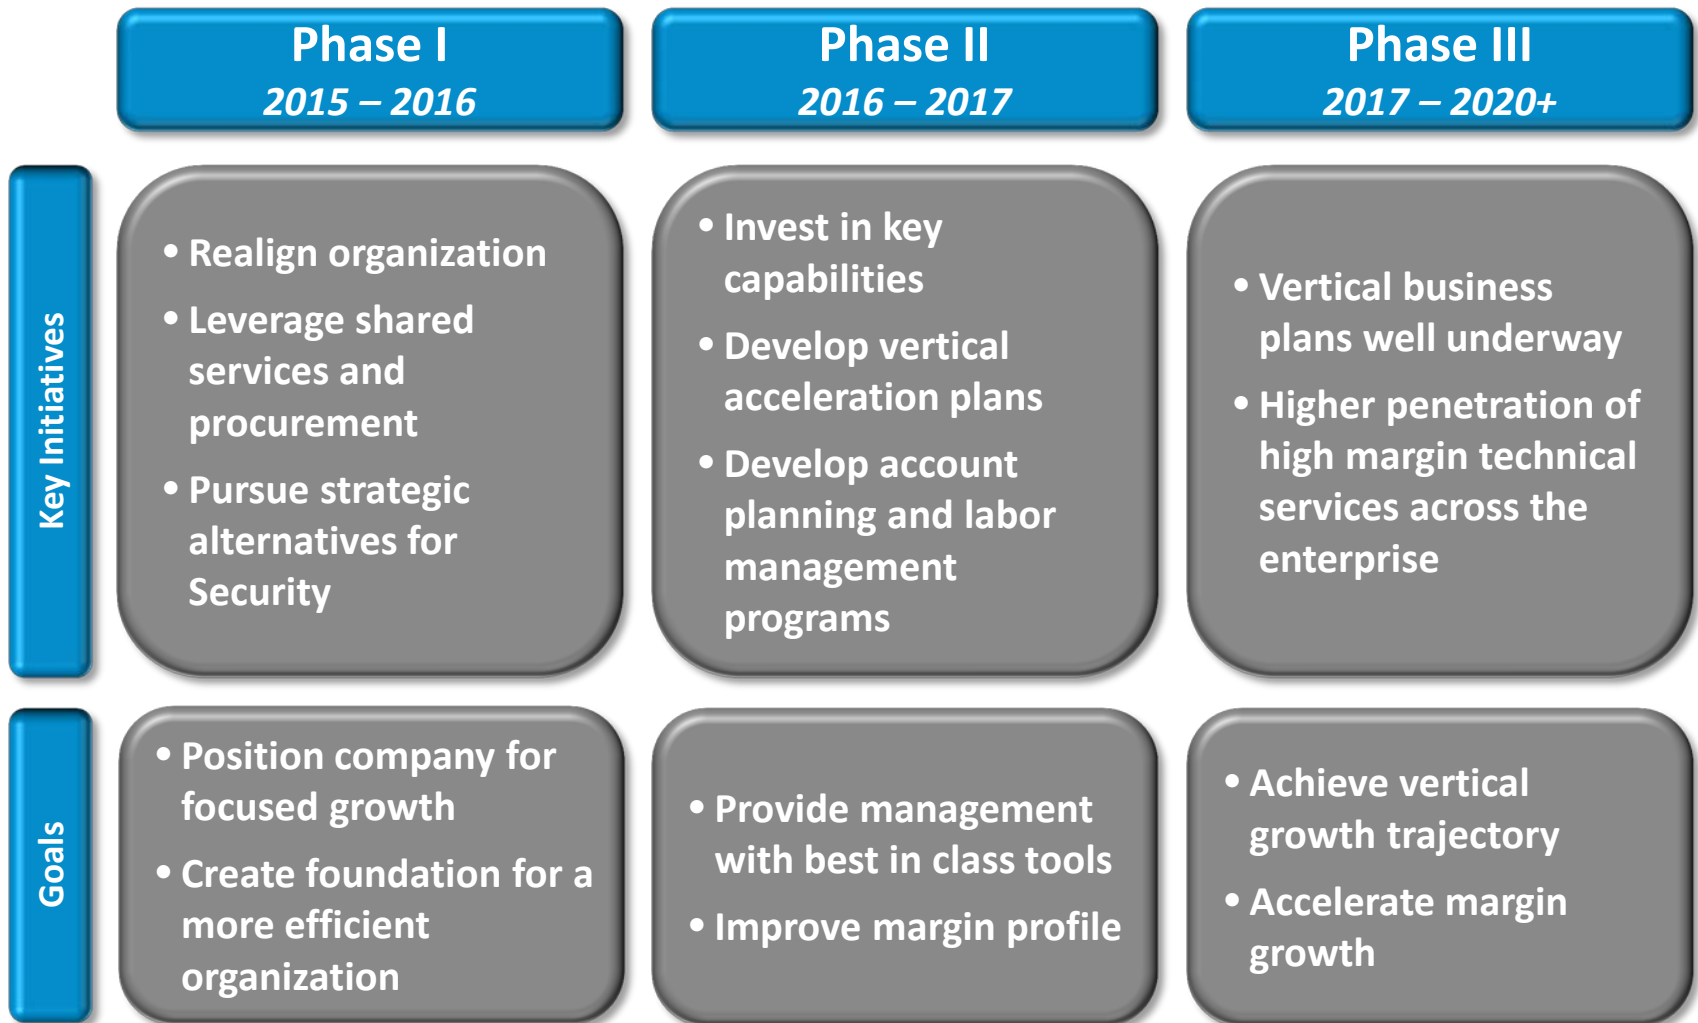 Phase I
2015 – 2016
Phase II
2016 – 2017
Phase III
2017 – 2020+
Key Initiatives
• Realign organization
• Leverage shared
services and
procurement
• Pursue strategic
alternatives for
Security
• Invest in key
capabilities
• Develop vertical
acceleration plans
• Develop account
planning and labor
management
programs
• Vertical business
plans well underway
• Higher penetration of
high margin technical
services across the
enterprise
Goals
• Position company for
focused growth
• Create foundation for a
more efficient
organization
• Provide management
with best in class tools
• Improve margin profile
• Achieve vertical
growth trajectory
• Accelerate margin
growth